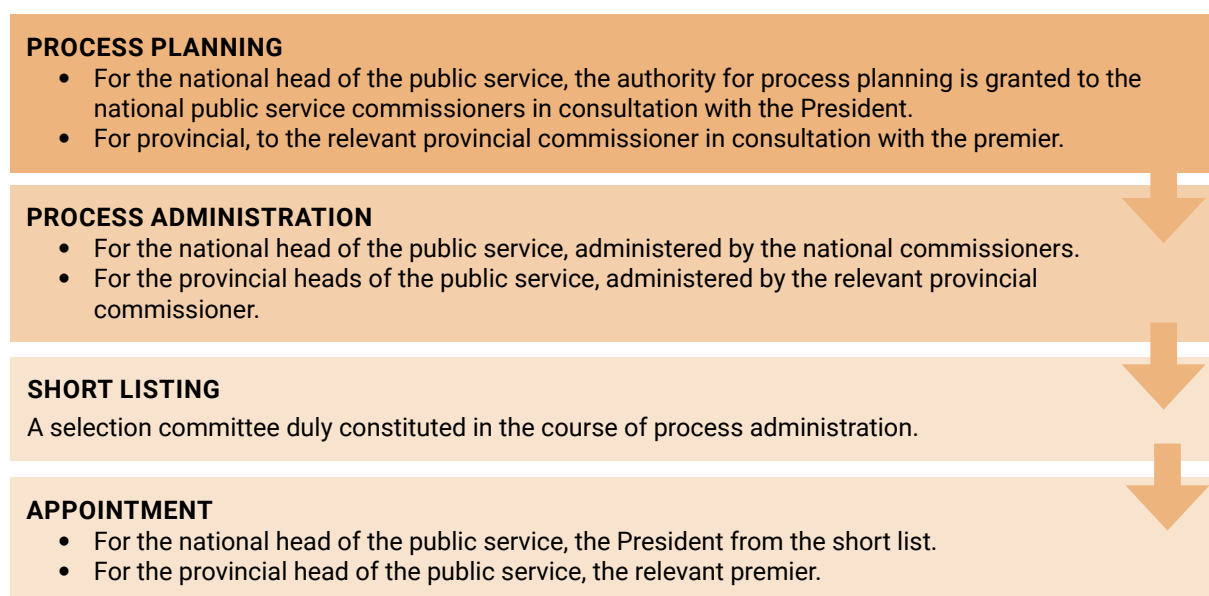 PROCESS PLANNING
• For the national head of the public service, the authority for process planning is granted to the
national public service commissioners in consultation with the President.
• For provincial, to the relevant provincial commissioner in consultation with the premier.
PROCESS ADMINISTRATION
• For the national head of the public service, administered by the national commissioners.
• For the provincial heads of the public service, administered by the relevant provincial
commissioner.
SHORT LISTING
A selection committee duly constituted in the course of process administration.
APPOINTMENT
• For the national head of the public service, the President from the short list.
• For the provincial head of the public service, the relevant premier.